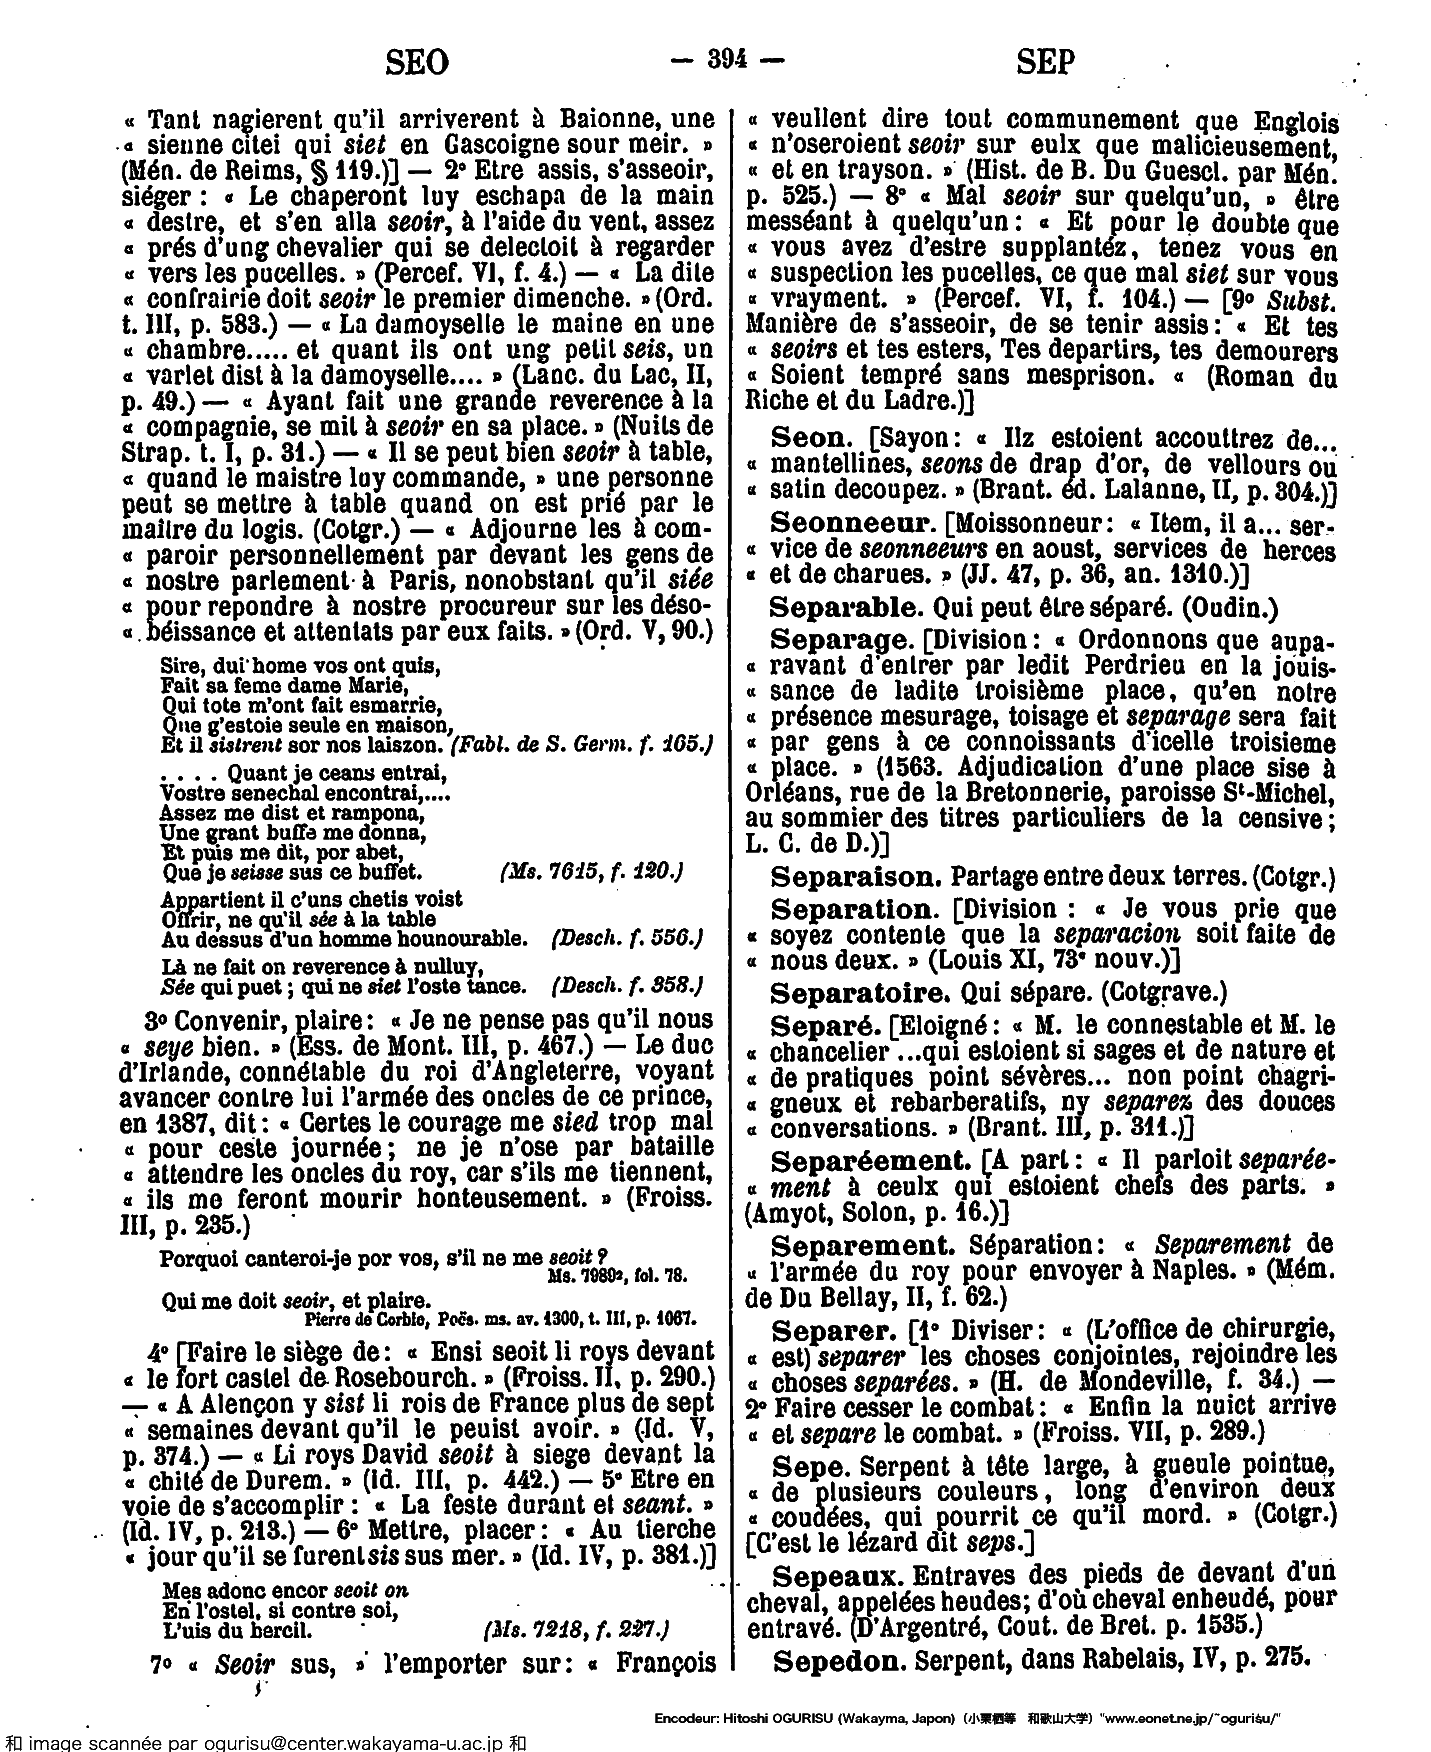 SEO — 394 — SEP
« Tant nagierent qu'il arriverent à Baionne, une
« sienne citei qui siet en Gascoigne sour meir. »
(Mén. de Reims, § 119.)] — 2° Etre assis, s'asseoir,
siéger : « Le chaperont luy eschapa de la main
« destre, et s'en alla seoir, à l'aide du vent, assez
« prés d'ung chevalier qui se delectoit à regarder
« vers les pucelles. » (Percef. VI, f. 4.) — « La dite
« confrairie doit seoir le premier dimenche. » (Ord.
t. III, p. 583.) — « La damoyselle le maine en une
« chambre..... et quant ils ont ung petit seis, un
« varlet dist à la damoyselle.... » (Lanc. du Lac, II,
p. 49.) — « Ayant fait une grande reverence à la
« compagnie, se mit à seoir en sa place. » (Nuits de
Strap. t. I, p. 31.) — « Il se peut bien seoir à table,
« quand le maistre luy commande, » une personne
peut se mettre à table quand on est prié par le
maître du logis. (Cotgr.) — « Adjourne les à com-
« paroir personnellement par devant les gens de
« nostre parlement à Paris, nonobstant qu'il siée
« pour repondre à nostre procureur sur les déso-
« béissance et attentats par eux faits. » (Ord. V, 90.)
Sire, dui home vos ont quis,
Fait sa feme dame Marie,
Qui tote m'ont fait esmarrie,
Que g'estoie seule en maison,
Et il sistrent sor nos laiszon. (Fabl. de S. Germ. f. 165.)
. . . . Quant je ceans entrai,
Vostre senechal encontrai,....
Assez me dist et rampona,
Une grant buffe me donna,
Et puis me dit, por abet,
Que je seisse sus ce buffet. (Ms. 7615, f. 120.)
Appartient il c'uns chetis voist
Offrir, ne qu'il sée à la table
Au dessus d'un homme hounourable. (Desch. f. 556.)
Là ne fait on reverence à nulluy,
Sée qui puet ; qui ne siet l'oste tance. (Desch. f. 358.)
3° Convenir, plaire : « Je ne pense pas qu'il nous
« seye bien. » (Ess. de Mont. III, p. 467.) — Le duc
d'Irlande, connétable du roi d'Angleterre, voyant
avancer contre lui l'armée des oncles de ce prince,
en 1387, dit : « Certes le courage me sied trop mal
« pour ceste journée ; ne je n'ose par bataille
« attendre les oncles du roy, car s'ils me tiennent,
« ils me feront mourir honteusement. » (Froiss.
III, p. 235.)
Porquoi canteroi-je por vos, s'il ne me seoit ?
Ms. 7989², fol. 78.
Qui me doit seoir, et plaire.
Pierre de Corbie, Poës. ms. av. 1300, t. III, p. 1067.
4° [Faire le siège de : « Ensi seoit li roys devant
« le fort castel de Rosebourch. » (Froiss. II, p. 290.)
— « A Alençon y sist li rois de France plus de sept
« semaines devant qu'il le peuist avoir. » (Id. V,
p. 374.) — « Li roys David seoit à siege devant la
« chité de Durem. » (Id. III, p. 442.) — 5° Etre en
voie de s'accomplir : « La feste durant et seant. »
(Id. IV, p. 213.) — 6° Mettre, placer : « Au tierche
« jour qu'il se furent sis sus mer. » (Id. IV, p. 381.)]
Mes adonc encor seoit on
En l'ostel, si contre soi,
L'uis du bercil. (Ms. 7218, f. 227.)
7° « Seoir sus, » l'emporter sur : « François
« veullent dire tout communement que Englois
« n'oseroient seoir sur eulx que malicieusement,
« et en trayson. » (Hist. de B. Du Guescl. par Mén.
p. 525.) — 8° « Mal seoir sur quelqu'un, » être
messéant à quelqu'un : « Et pour le doubte que
« vous avez d'estre supplantéz, tenez vous en
« suspection les pucelles, ce que mal siet sur vous
« vrayment. » (Percef. VI, f. 104.) — [9° Subst.
Manière de s'asseoir, de se tenir assis : « Et tes
« seoirs et tes esters, Tes departirs, tes demourers
« Soient tempré sans mesprison. « (Roman du
Riche et du Ladre.)]
Seon. [Sayon : « Ilz estoient accouttrez de...
« mantellines, seons de drap d'or, de vellours ou
« satin decoupez. » (Brant. éd. Lalanne, II, p. 304.)]
Seonneeur. [Moissonneur : « Item, il a... ser-
« vice de seonneeurs en aoust, services de herces
« et de charues. » (JJ. 47, p. 36, an. 1310.)]
Separable. Qui peut être séparé. (Oudin.)
Separage. [Division : « Ordonnons que aupa-
« ravant d'entrer par ledit Perdrieu en la jouis-
« sance de ladite troisième place, qu'en notre
« présence mesurage, toisage et separage sera fait
« par gens à ce connoissants d'icelle troisieme
« place. » (1563. Adjudication d'une place sise à
Orléans, rue de la Bretonnerie, paroisse St-Michel,
au sommier des titres particuliers de la censive ;
L. C. de D.)]
Separaison. Partage entre deux terres. (Cotgr.)
Separation. [Division : « Je vous prie que
« soyez contente que la separacion soit faite de
« nous deux. » (Louis XI, 73e nouv.)]
Separatoire. Qui sépare. (Cotgrave.)
Separé. [Eloigné : « M. le connestable et M. le
« chancelier ...qui estoient si sages et de nature et
« de pratiques point sévères... non point chagri-
« gneux et rebarberatifs, ny separez des douces
« conversations. » (Brant. III, p. 311.)]
Separéement. [A part : « Il parloit separée-
« ment à ceulx qui estoient chefs des parts. »
(Amyot, Solon, p. 16.)]
Separement. Séparation : « Separement de
« l'armée du roy pour envoyer à Naples. » (Mém.
de Du Bellay, II, f. 62.)
Separer. [1° Diviser : « (L'office de chirurgie,
« est) separer les choses conjointes, rejoindre les
« choses separées. » (H. de Mondeville, f. 34.) —
2° Faire cesser le combat : « Enfin la nuict arrive
« et separe le combat. » (Froiss. VII, p. 289.)
Sepe. Serpent à tête large, à gueule pointue,
« de plusieurs couleurs, long d'environ deux
« coudées, qui pourrit ce qu'il mord. » (Cotgr.)
[C'est le lézard dit seps.]
Sepeaux. Entraves des pieds de devant d'un
cheval, appelées heudes; d'où cheval enheudé, pour
entravé. (D'Argentré, Cout. de Bret. p. 1535.)
Sepedon. Serpent, dans Rabelais, IV, p. 275.
Encodeur: Hitoshi OGURISU (Wakayma, Japon) (小栗栖等 和歌山大学) "www.eonet.ne.jp/~ogurisu/"
和 image scannée par ogurisu@center.wakayama-u.ac.jp 和